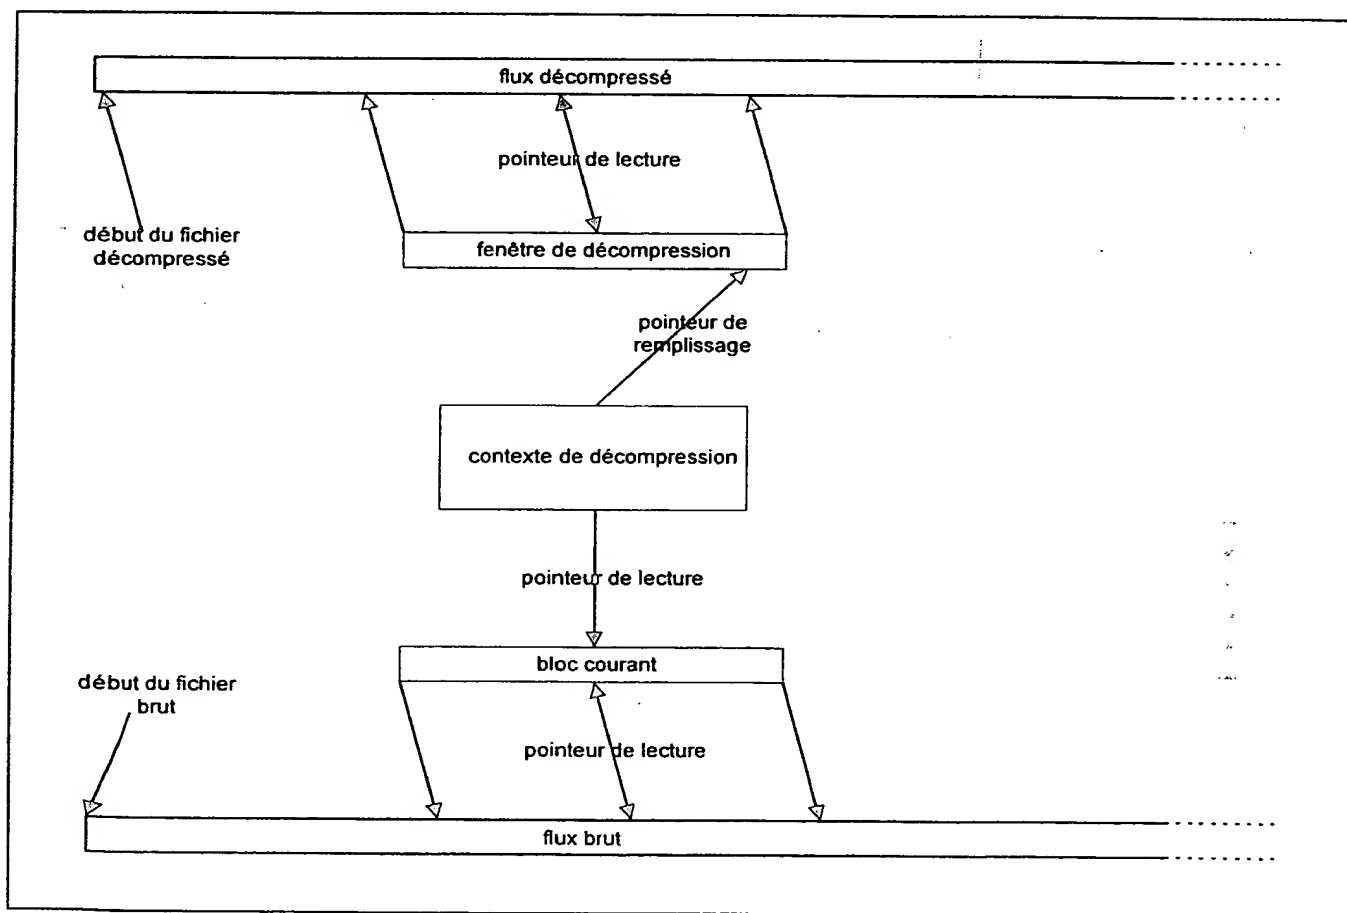 flux décompressé
pointeur de lecture
début du fichier
décompressé
fenêtre de décompression
pointeur de
remplissage
contexte de décompression
pointeur de lecture
bloc courant
début du fichier
brut
pointeur de lecture
flux brut